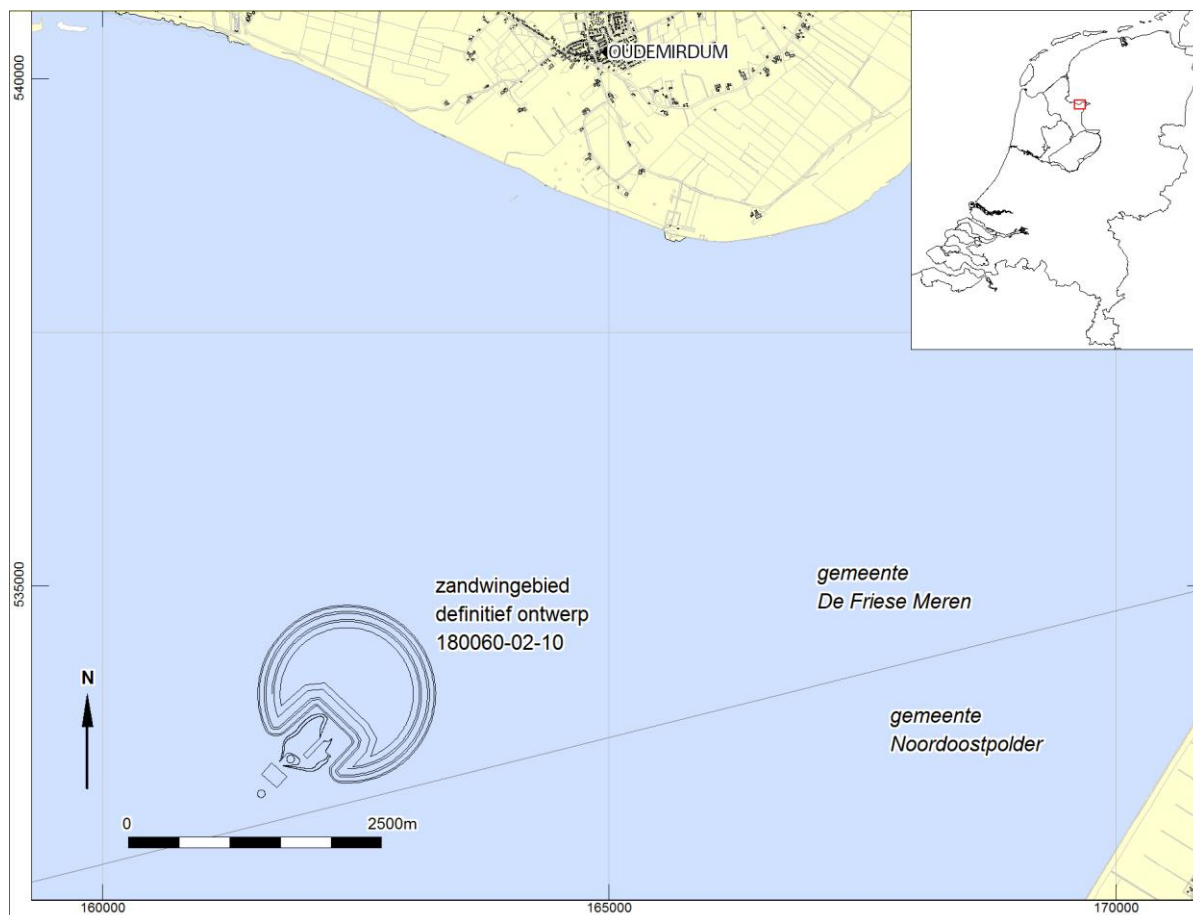 OUDEMIRDUM
540000
535000
zandwingebied
definitief ontwerp
180060-02-10
gemeente
De Friese Meren
gemeente
Noordoostpolder
N
0 2500m
160000 165000 170000